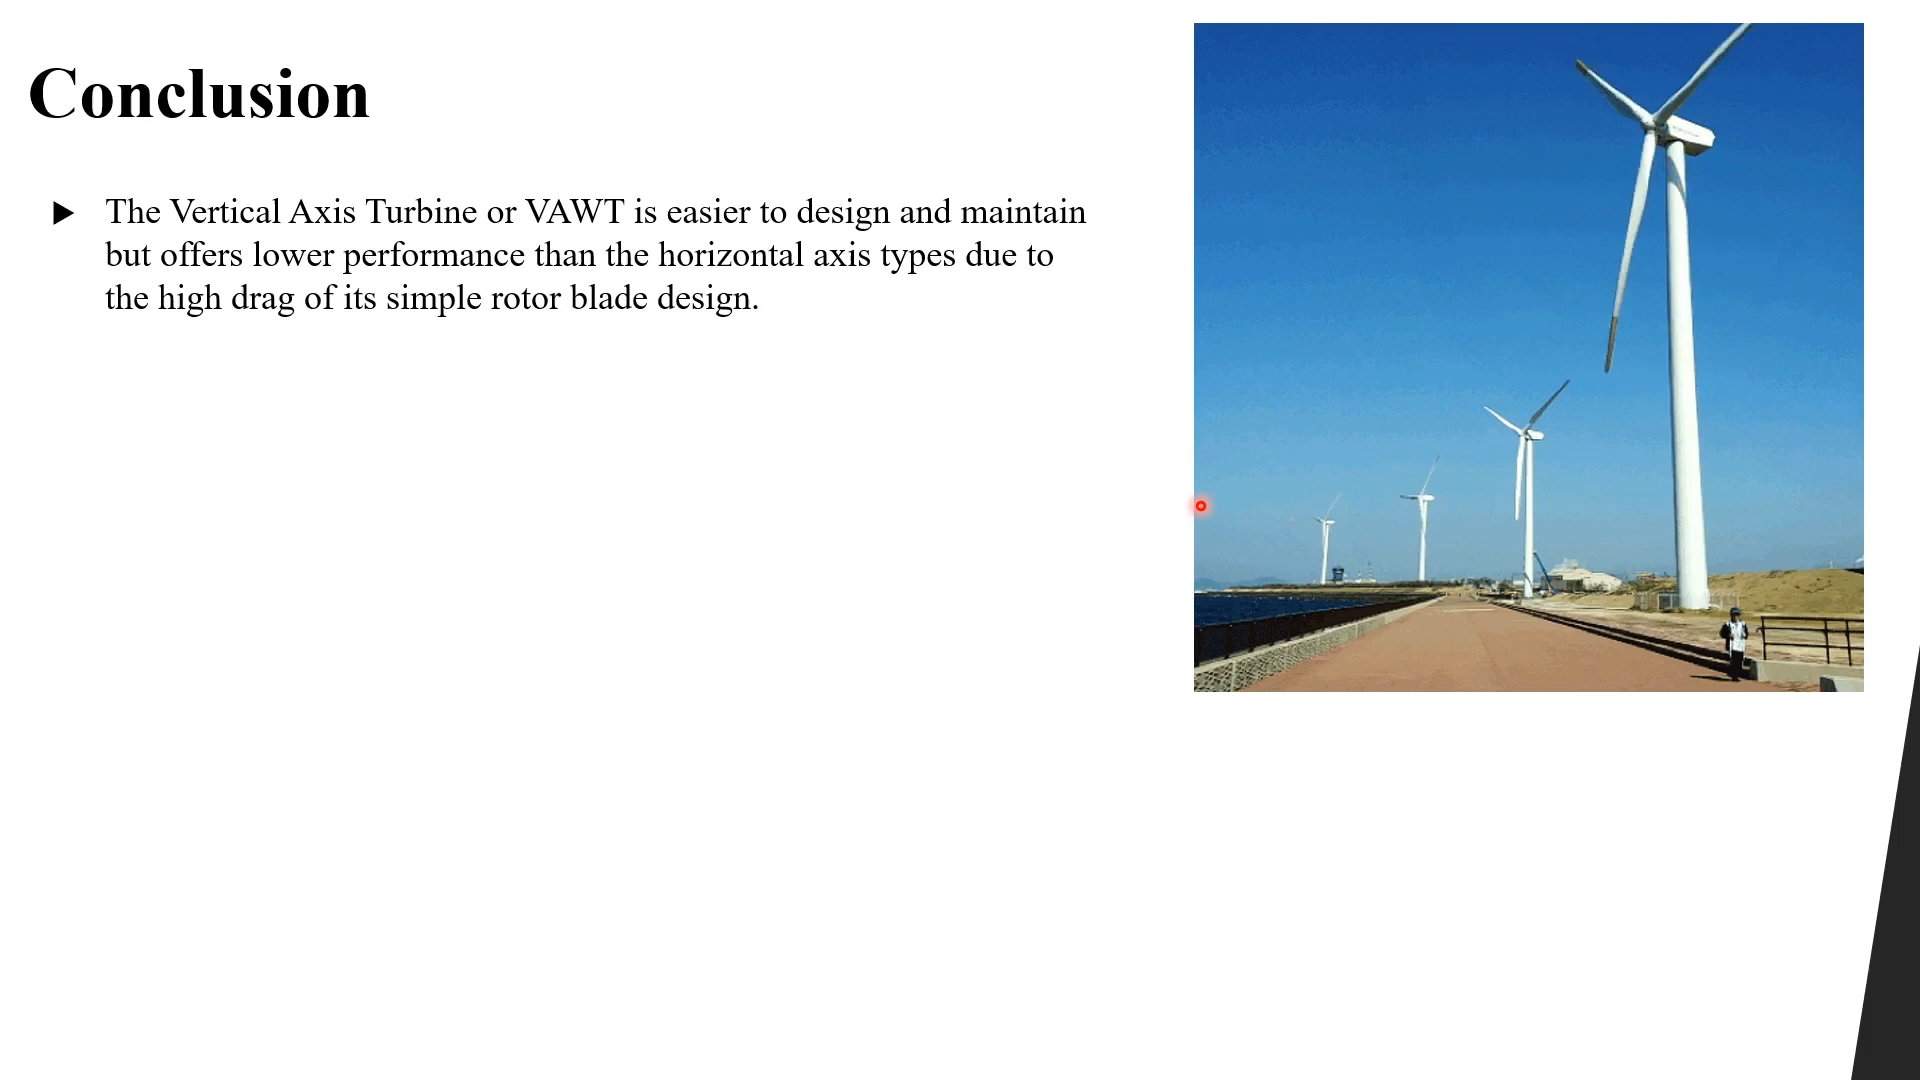 Conclusion
The Vertical Axis Turbine or VAWT is easier to design and maintain
but offers lower performance than the horizontal axis types due to
the high drag of its simple rotor blade design.